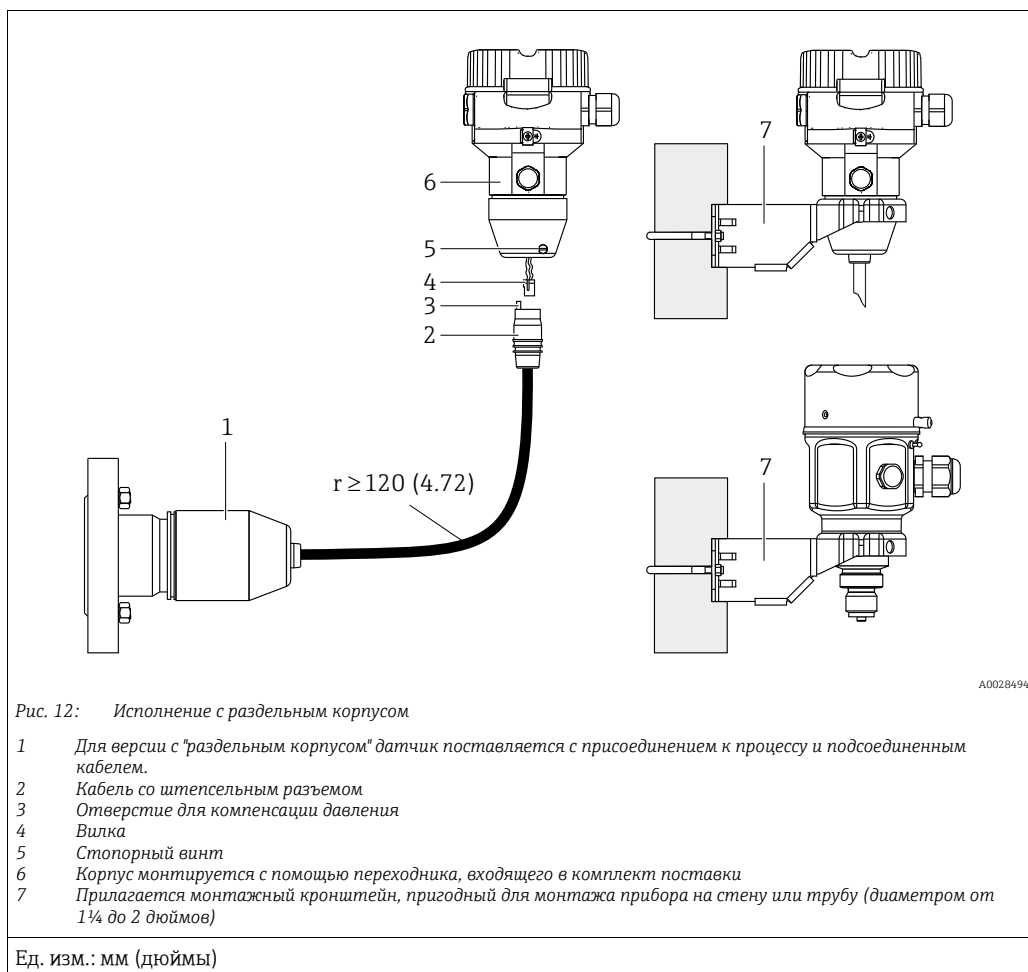 7
6
5
4
3
2
1
r ≥ 120 (4.72)
7
A0028494
Рис. 12: Исполнение с раздельным корпусом
1 Для версии с "раздельным корпусом" датчик поставляется с присоединением к процессу и подсоединенным
кабелем.
2 Кабель со штепсельным разъемом
3 Отверстие для компенсации давления
4 Вилка
5 Стопорный винт
6 Корпус монтируется с помощью переходника, входящего в комплект поставки
7 Прилагается монтажный кронштейн, пригодный для монтажа прибора на стену или трубу (диаметром от
1¼ до 2 дюймов)
Ед. изм.: мм (дюймы)